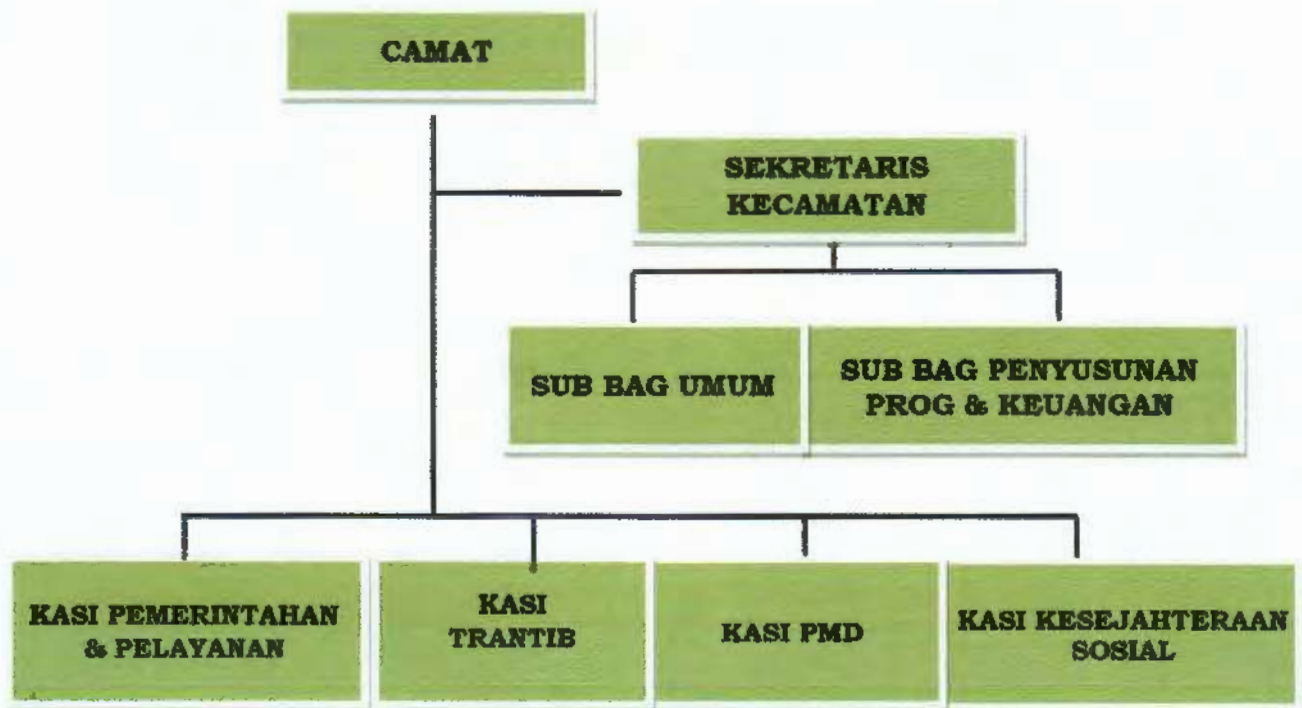 CAMAT
SEKRETARIS
KECAMATAN
SUB BAG UMUM
SUB BAG PENYUSUNAN
PROG & KEUANGAN
KASI PEMERINTAHAN
& PELAYANAN
KASI
TRANTIB
KASI PMD
KASI KESEJAHTERAAN
SOSIAL